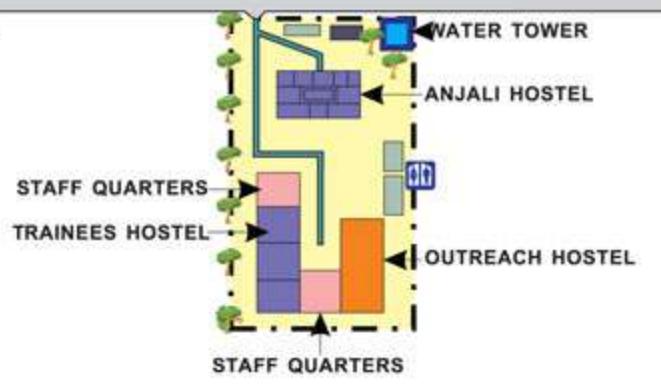 WATER TOWER
ANJALI HOSTEL
STAFF QUARTERS
TRAINEES HOSTEL
OUTREACH HOSTEL
STAFF QUARTERS